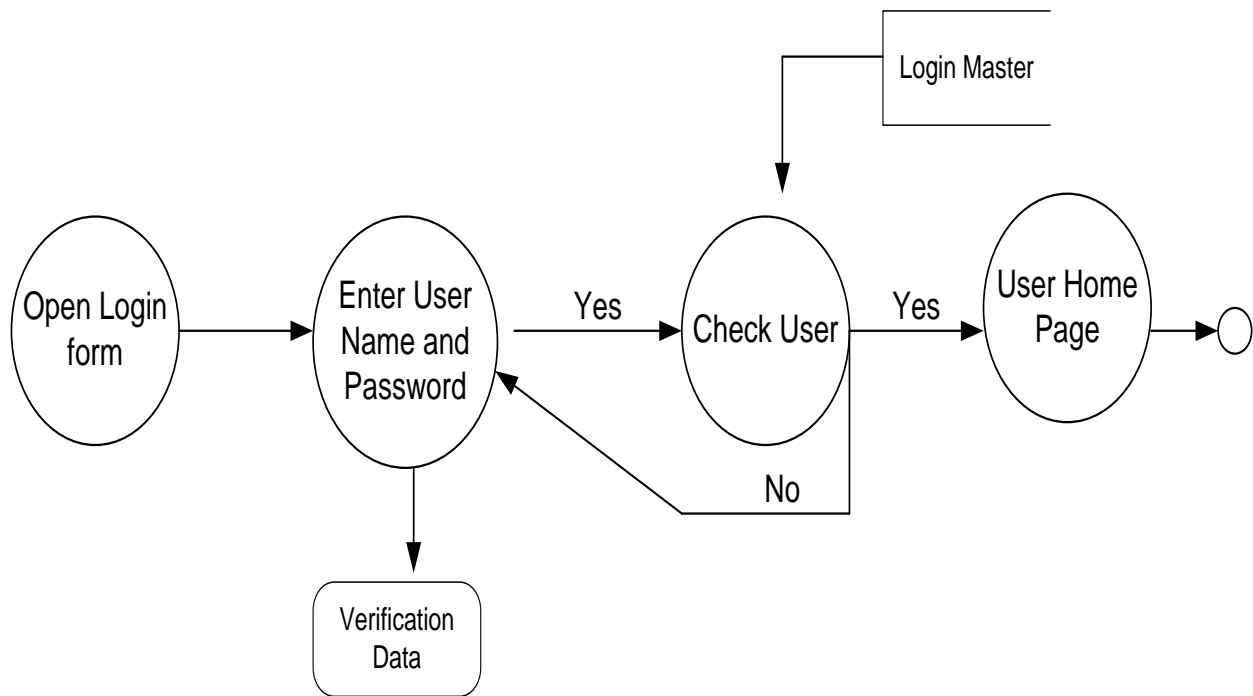 Login Master
Open Login
form
Enter User
Name and
Password
Yes
Check User
Yes
User Home
Page
No
Verification
Data